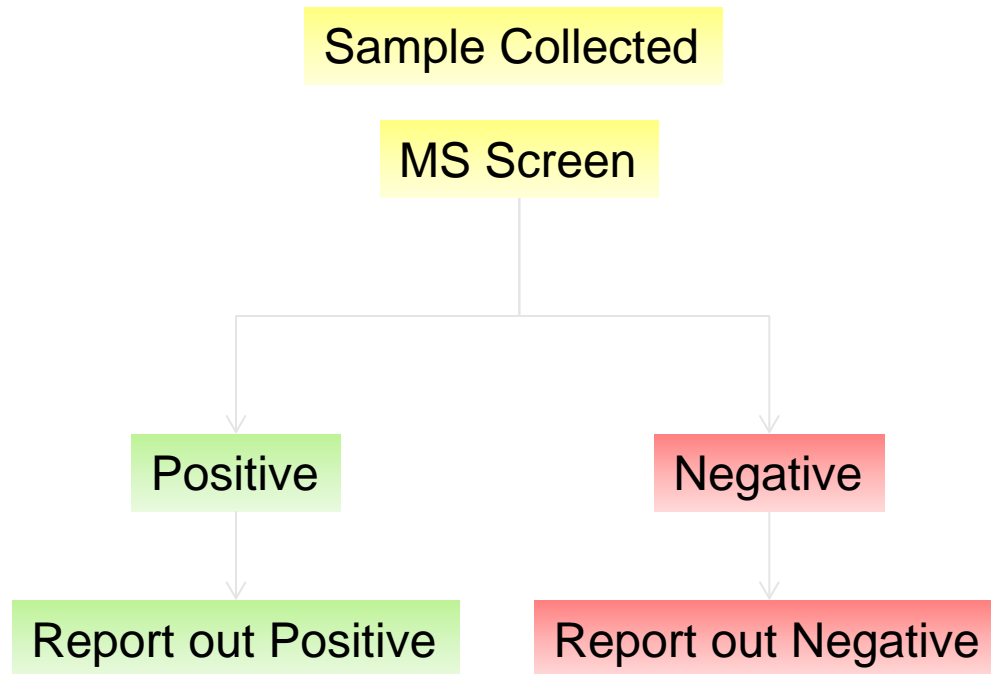 Sample Collected
MS Screen
Positive
Negative
Report out Positive
Report out Negative